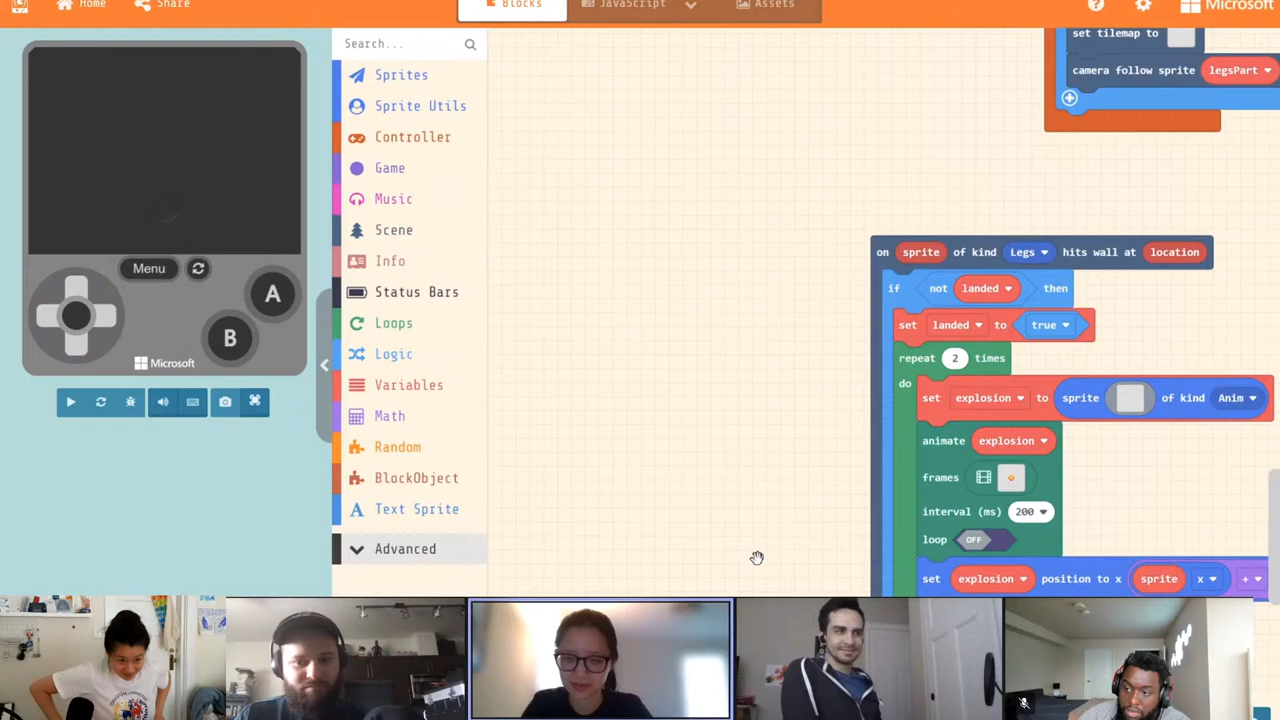 Home
Share
Blocks
JavaScript
Assets
Microsoft
Search...
set tilemap to
camera follow sprite legsPart
Sprites
Sprite Utils
Controller
Game
Music
Scene
Info
Status Bars
Loops
Logic
Variables
Math
Random
BlockObject
Text Sprite
Advanced
Menu
A
B
Microsoft
on sprite of kind Legs hits wall at location
if not landed then
set landed to true
repeat 2 times
do set explosion to sprite of kind Anim
animate explosion
frames
interval (ms) 200
loop OFF
set explosion position to x sprite x +